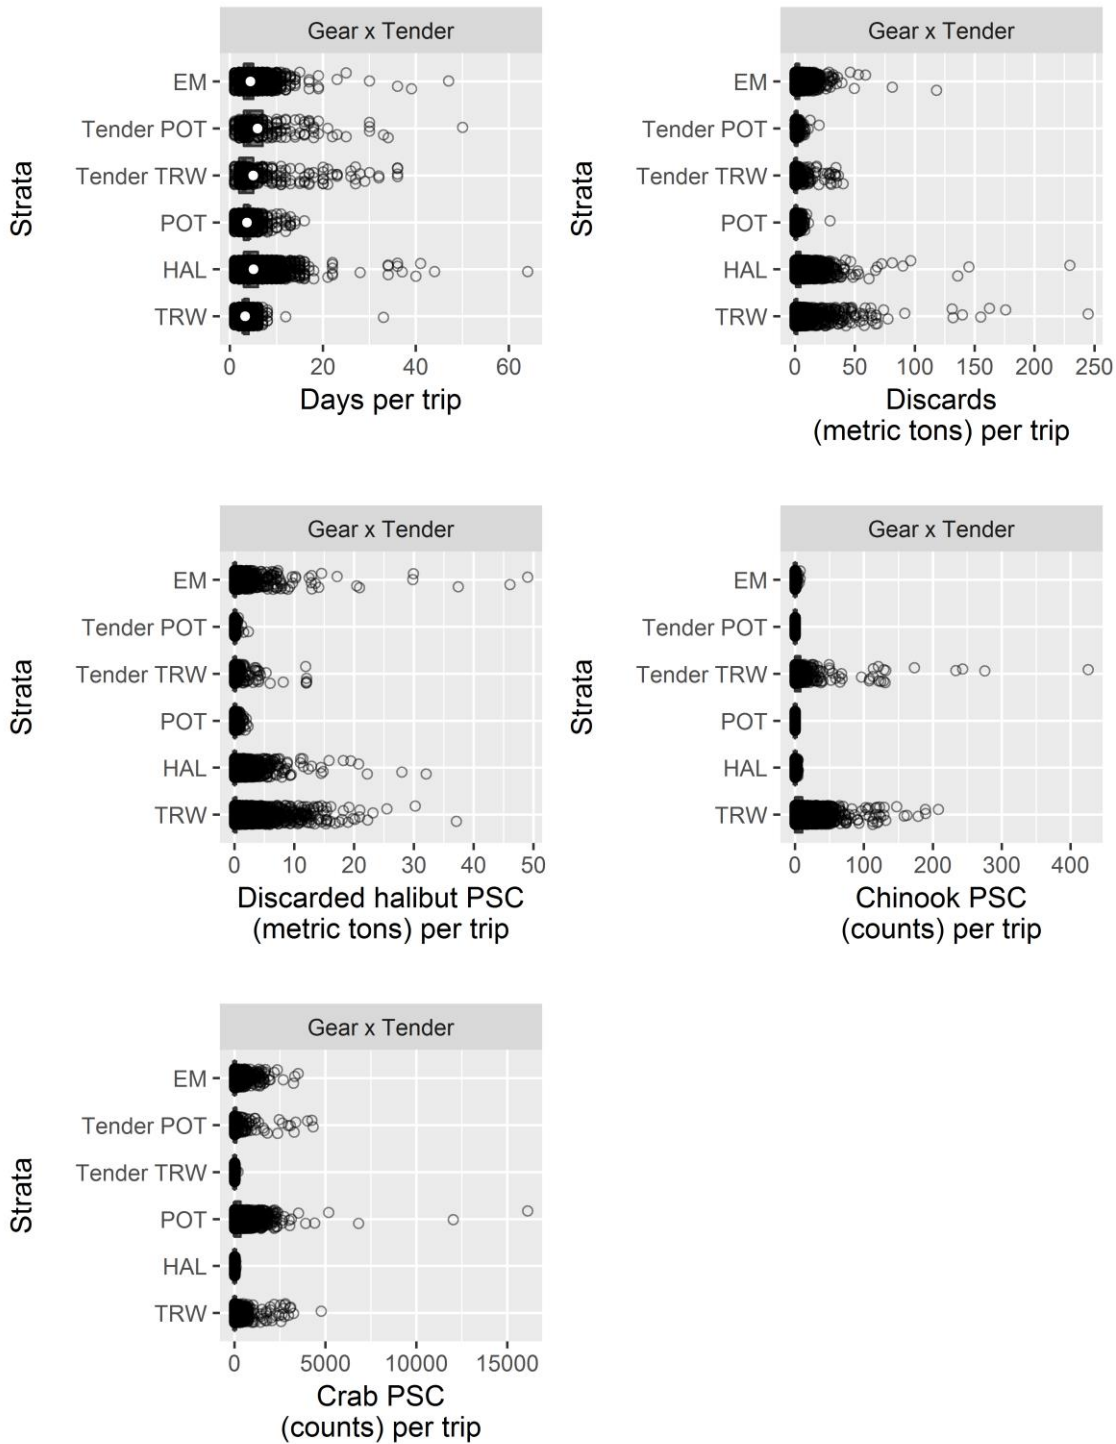 Gear x Tender
Strata
EM
Tender POT
Tender TRW
POT
HAL
TRW
0 20 40 60
Days per trip
Gear x Tender
Strata
EM
Tender POT
Tender TRW
POT
HAL
TRW
0 50 100 150 200 250
Discards
(metric tons) per trip
Gear x Tender
Strata
EM
Tender POT
Tender TRW
POT
HAL
TRW
0 10 20 30 40 50
Discarded halibut PSC
(metric tons) per trip
Gear x Tender
Strata
EM
Tender POT
Tender TRW
POT
HAL
TRW
0 100 200 300 400
Chinook PSC
(counts) per trip
Gear x Tender
Strata
EM
Tender POT
Tender TRW
POT
HAL
TRW
0 5000 10000 15000
Crab PSC
(counts) per trip